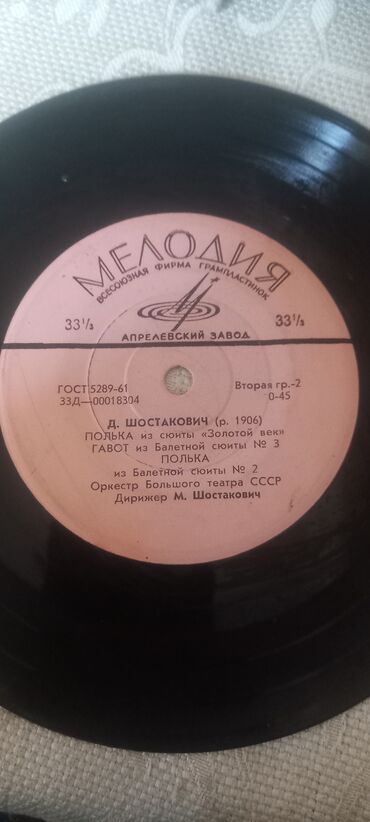 МЕЛОДИЯ
ВСЕСОЮЗНАЯ ФИРМА ГРАМПЛАСТИНОК
33⅓ 33⅓
АПРЕЛЕВСКИЙ ЗАВОД
ГОСТ 5289-61 Вторая гр.-2
33Д—00018304 0-45
Д. ШОСТАКОВИЧ (р. 1906)
ПОЛЬКА из сюиты «Золотой век»
ГАВОТ из Балетной сюиты № 3
ПОЛЬКА
из Балетной сюиты № 2
Оркестр Большого театра СССР
Дирижер М. Шостакович